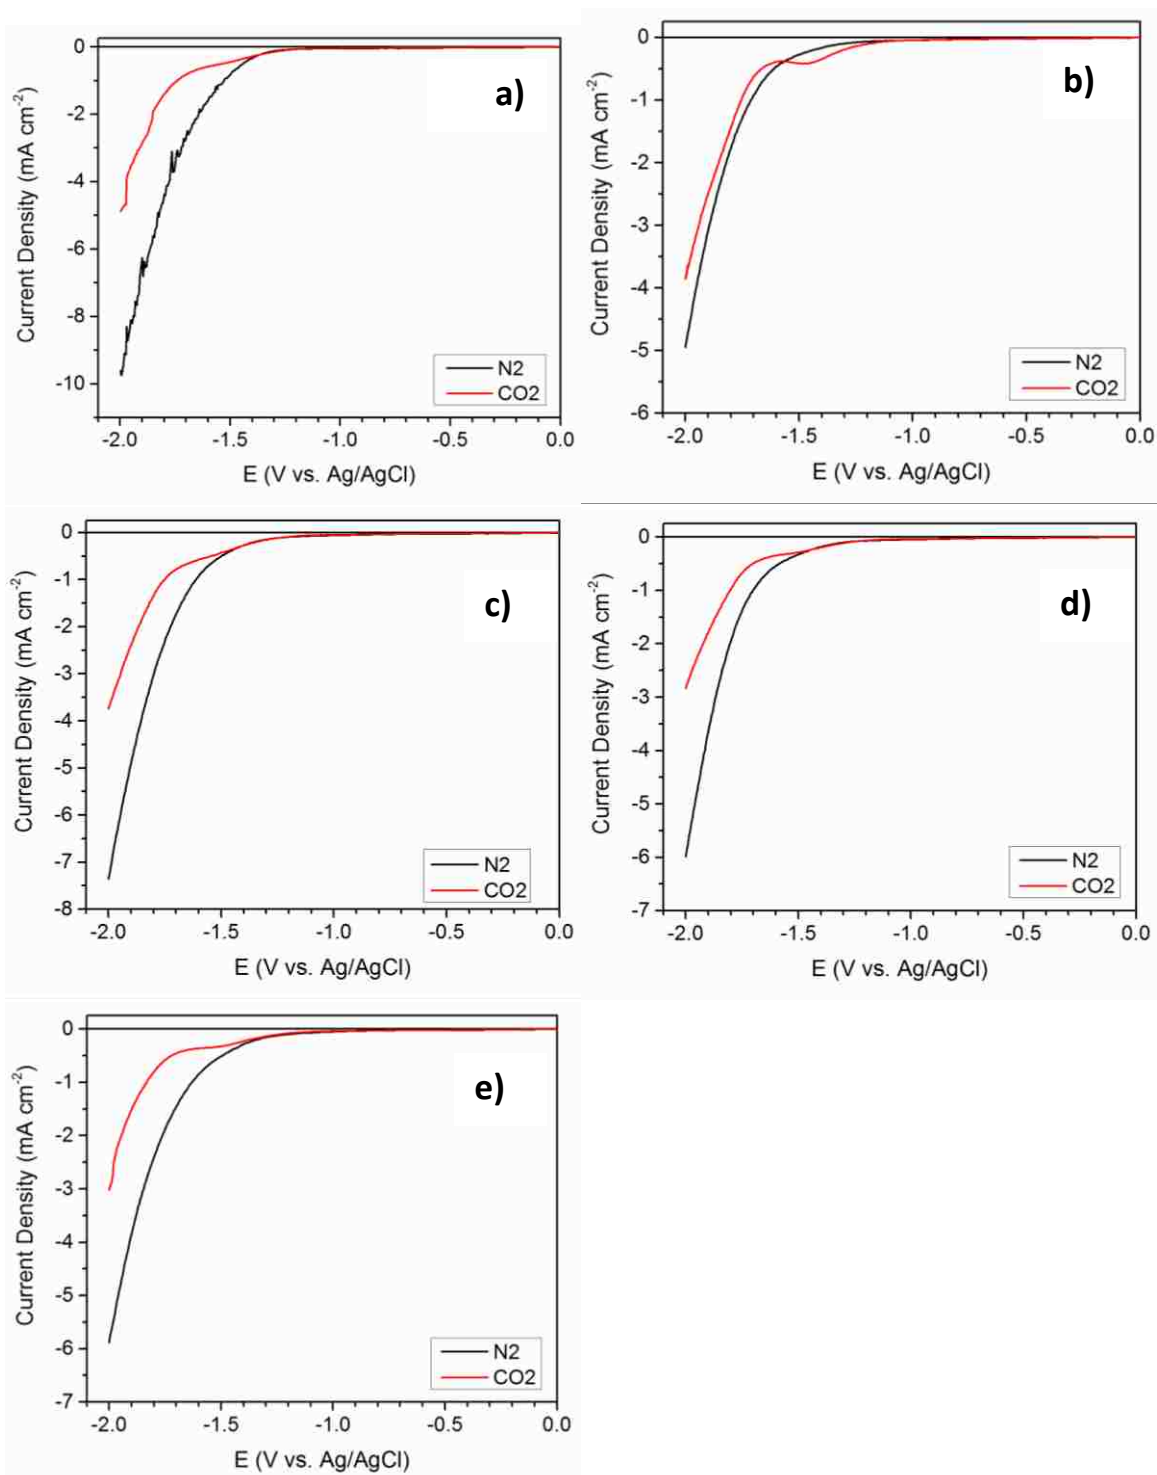 0
-2
-4
-6
-8
-10
Current Density (mA cm-2)
a)
N2
CO2
-2.0 -1.5 -1.0 -0.5 0.0
E (V vs. Ag/AgCl)
0
-1
-2
-3
-4
-5
-6
Current Density (mA cm-2)
b)
N2
CO2
-2.0 -1.5 -1.0 -0.5 0.0
E (V vs. Ag/AgCl)
0
-1
-2
-3
-4
-5
-6
-7
-8
Current Density (mA cm-2)
c)
N2
CO2
-2.0 -1.5 -1.0 -0.5 0.0
E (V vs. Ag/AgCl)
0
-1
-2
-3
-4
-5
-6
-7
Current Density (mA cm-2)
d)
N2
CO2
-2.0 -1.5 -1.0 -0.5 0.0
E (V vs. Ag/AgCl)
0
-1
-2
-3
-4
-5
-6
-7
Current Density (mA cm-2)
e)
N2
CO2
-2.0 -1.5 -1.0 -0.5 0.0
E (V vs. Ag/AgCl)